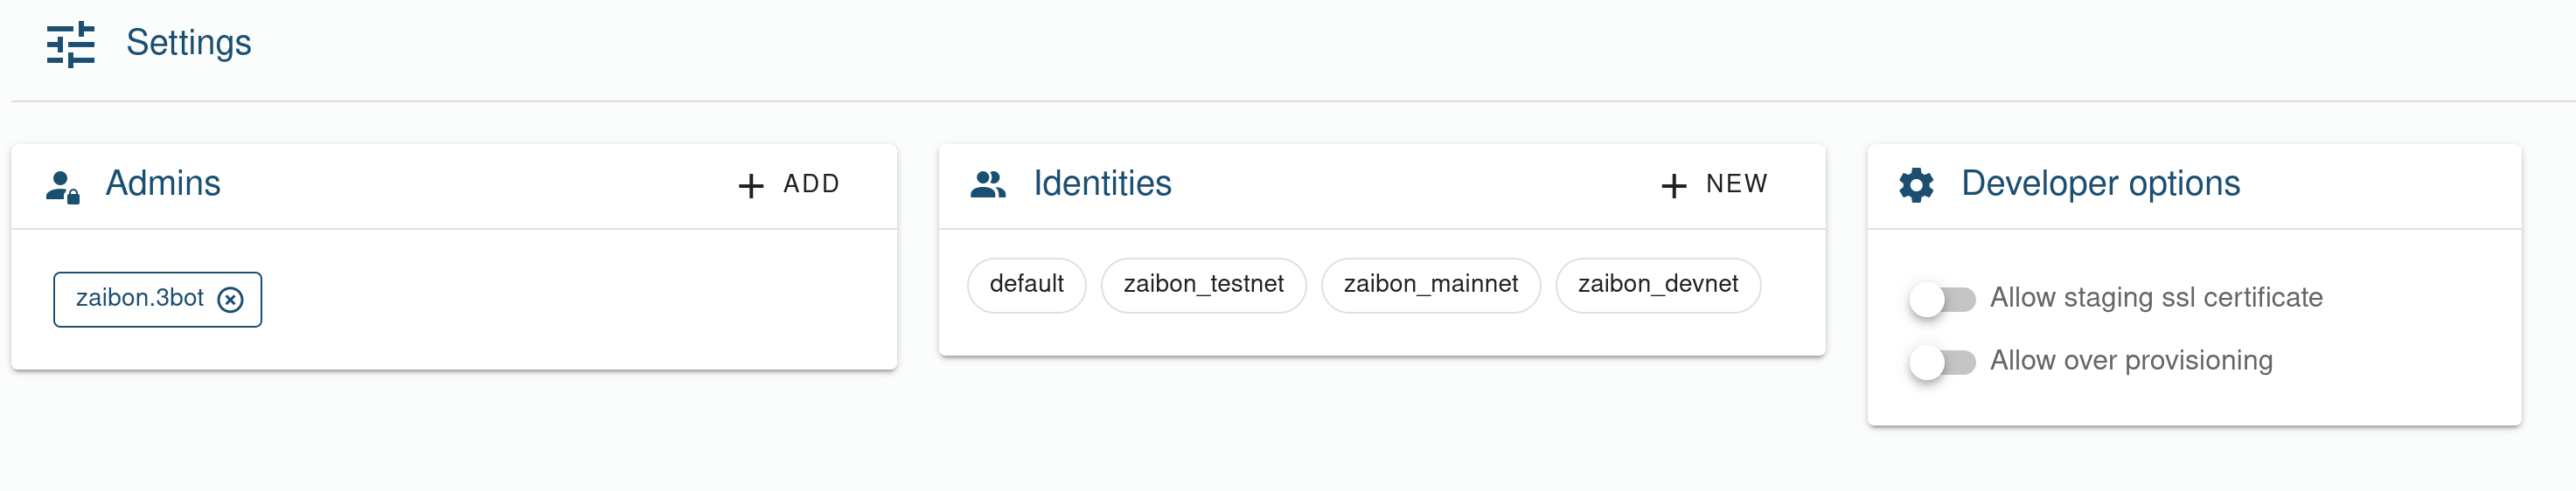 Settings
Admins
ADD
zaibon.3bot
Identities
NEW
default
zaibon_testnet
zaibon_mainnet
zaibon_devnet
Developer options
Allow staging ssl certificate
Allow over provisioning